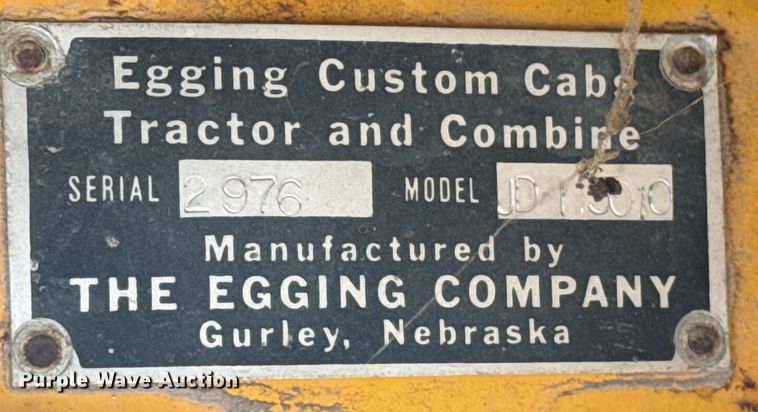 Egging Custom Cabs
Tractor and Combine
SERIAL 2976 MODEL JD
Manufactured by
THE EGGING COMPANY
Gurley, Nebraska
Purple Wave Auction